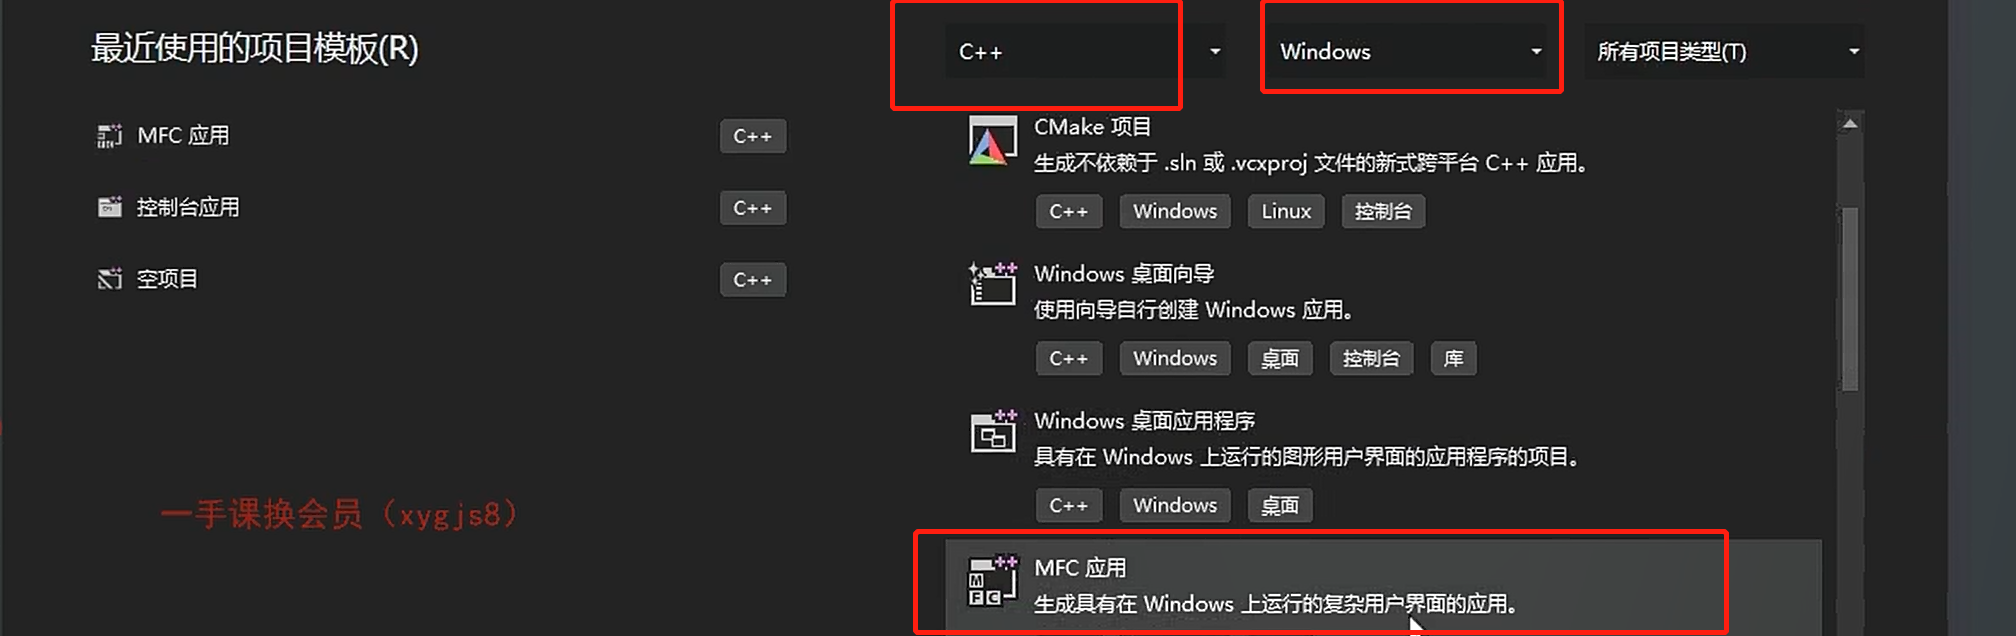 最近使用的项目模板(R)
MFC 应用
C++
控制台应用
C++
空项目
C++
一手课换会员（xygjs8）
C++
Windows
所有项目类型(T)
CMake 项目
生成不依赖于 .sln 或 .vcxproj 文件的新式跨平台 C++ 应用。
C++ Windows Linux 控制台
Windows 桌面向导
使用向导自行创建 Windows 应用。
C++ Windows 桌面 控制台 库
Windows 桌面应用程序
具有在 Windows 上运行的图形用户界面的应用程序的项目。
C++ Windows 桌面
MFC 应用
生成具有在 Windows 上运行的复杂用户界面的应用。